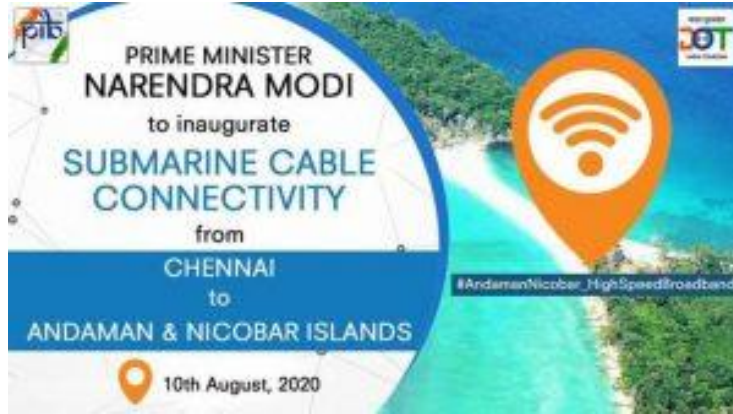 pib
PRIME MINISTER
NARENDRA MODI
to inaugurate
SUBMARINE CABLE
CONNECTIVITY
from
CHENNAI
to
ANDAMAN & NICOBAR ISLANDS
10th August, 2020
DOT
#AndamanNicobar_HighSpeedBroadband